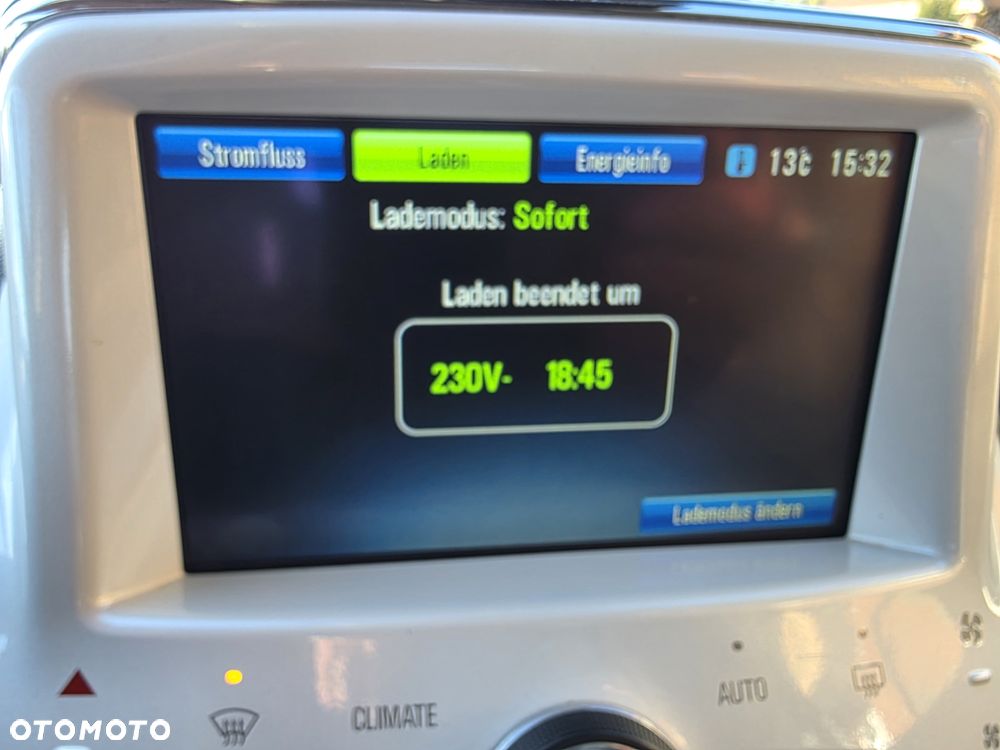 Stromfluss Laden Energieinfo 13°c 15:32
Lademodus: Sofort
Laden beendet um
230V- 18:45
Lademodus ändern
AUTO
CLIMATE
OTOMOTO